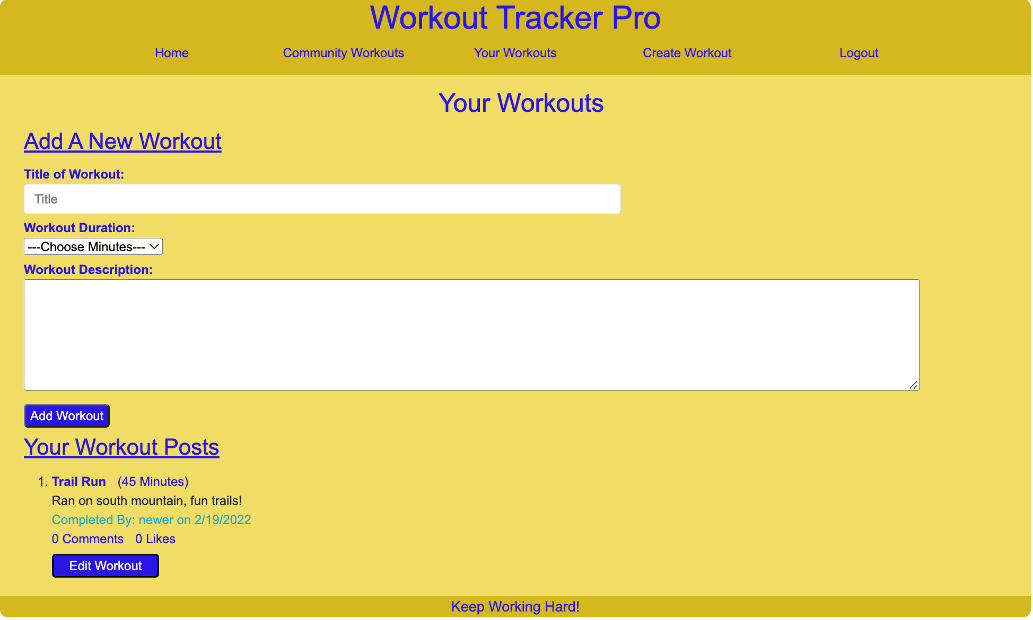 Workout Tracker Pro
Home Community Workouts Your Workouts Create Workout Logout
Your Workouts
Add A New Workout
Title of Workout:
Title
Workout Duration:
---Choose Minutes---
Workout Description:
Add Workout
Your Workout Posts
1. Trail Run (45 Minutes)
Ran on south mountain, fun trails!
Completed By: newer on 2/19/2022
0 Comments 0 Likes
Edit Workout
Keep Working Hard!